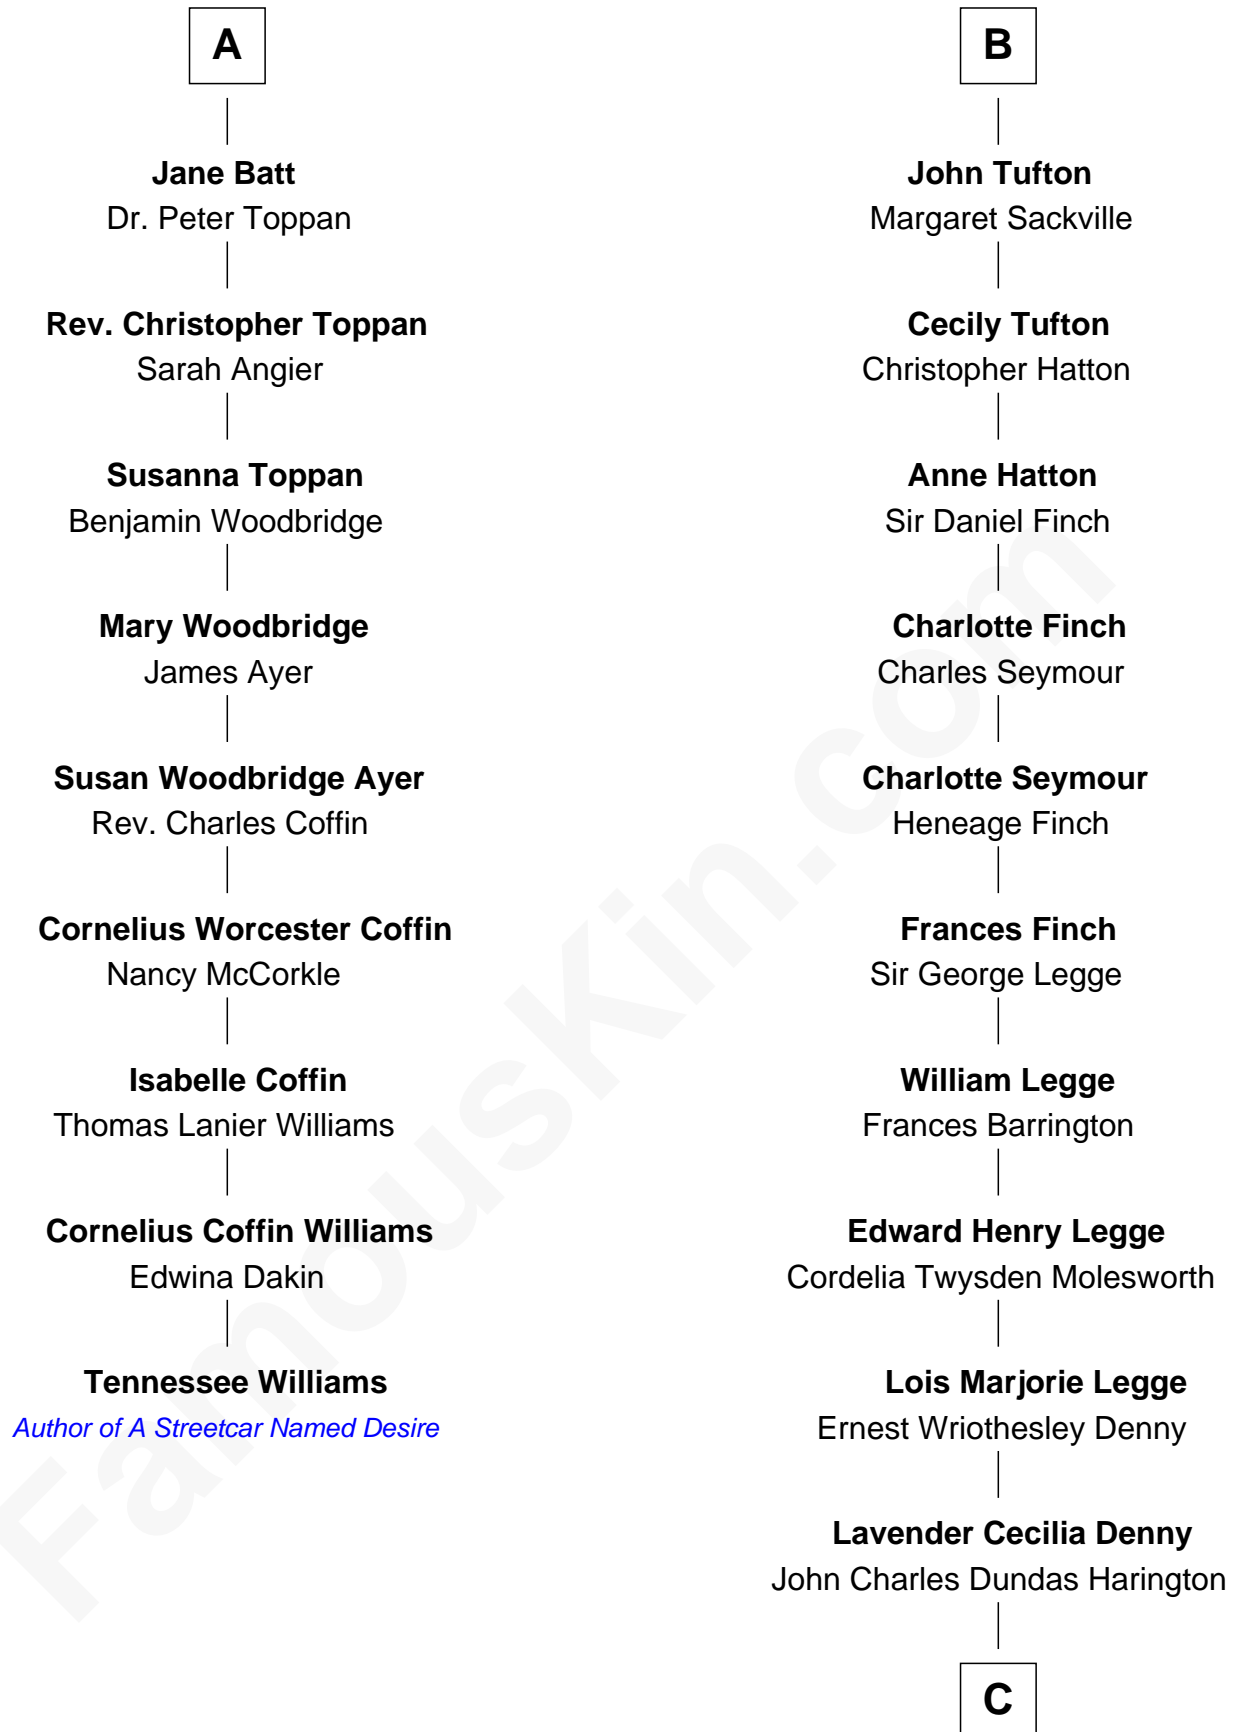 A
Jane Batt
Dr. Peter Toppan
Rev. Christopher Toppan
Sarah Angier
Susanna Toppan
Benjamin Woodbridge
Mary Woodbridge
James Ayer
Susan Woodbridge Ayer
Rev. Charles Coffin
Cornelius Worcester Coffin
Nancy McCorkle
Isabelle Coffin
Thomas Lanier Williams
Cornelius Coffin Williams
Edwina Dakin
Tennessee Williams
Author of A Streetcar Named Desire
B
John Tufton
Margaret Sackville
Cecily Tufton
Christopher Hatton
Anne Hatton
Sir Daniel Finch
Charlotte Finch
Charles Seymour
Charlotte Seymour
Heneage Finch
Frances Finch
Sir George Legge
William Legge
Frances Barrington
Edward Henry Legge
Cordelia Twysden Molesworth
Lois Marjorie Legge
Ernest Wriothesley Denny
Lavender Cecilia Denny
John Charles Dundas Harington
C
FamousKin.com